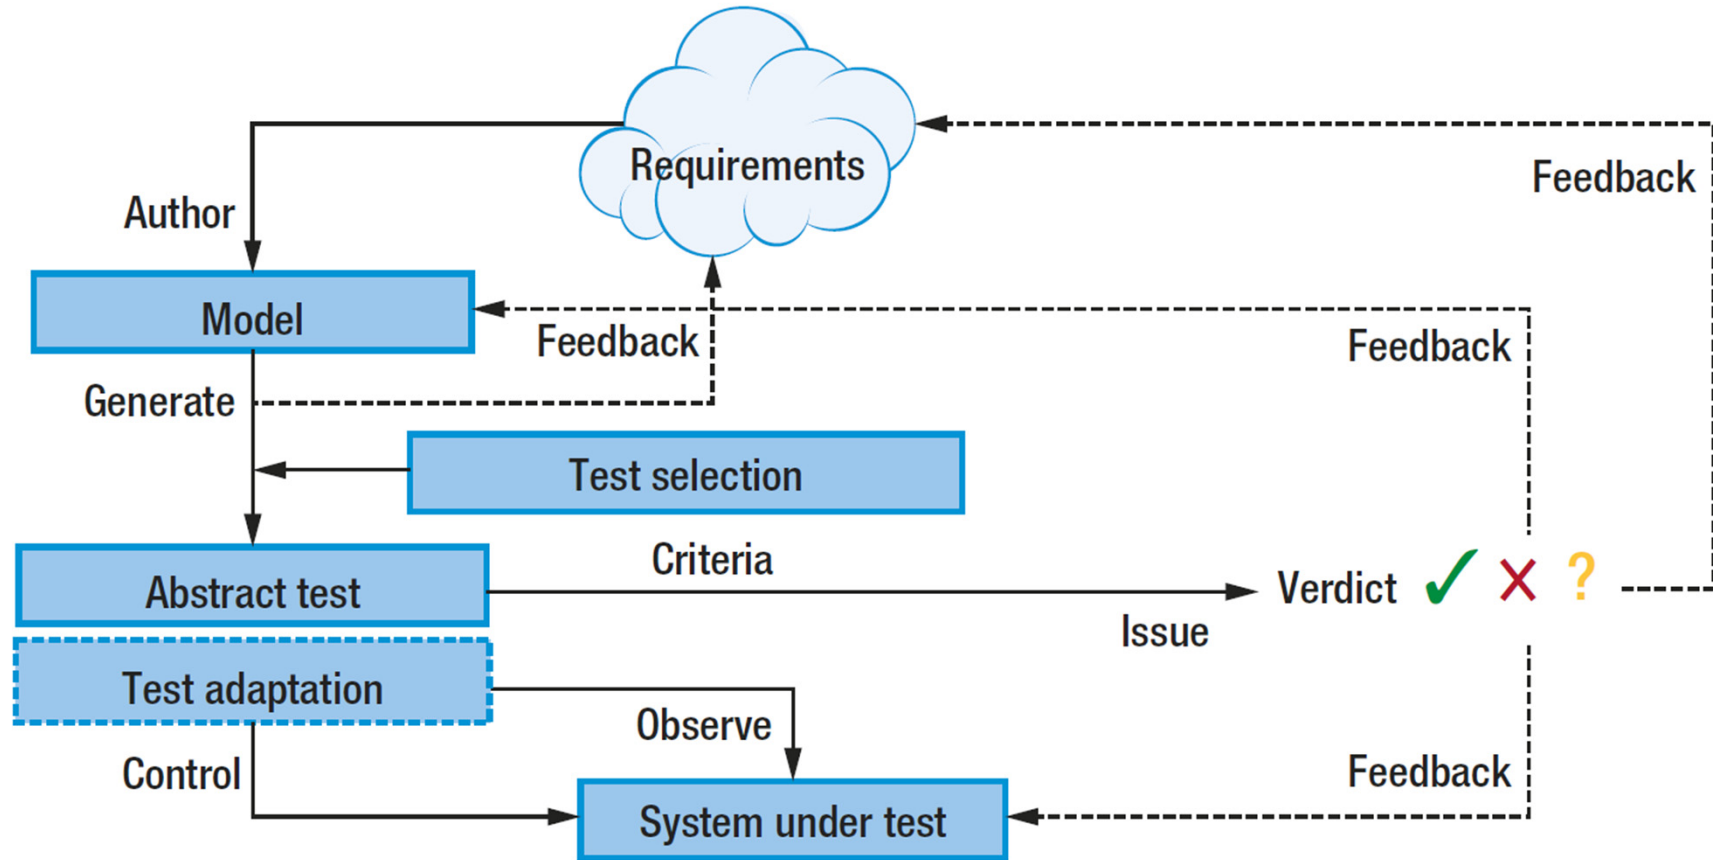 Requirements
Feedback
Author
Model
Feedback
Feedback
Generate
Test selection
Criteria
Abstract test
Verdict ✓ ✗ ?
Issue
Test adaptation
Observe
Control
Feedback
System under test